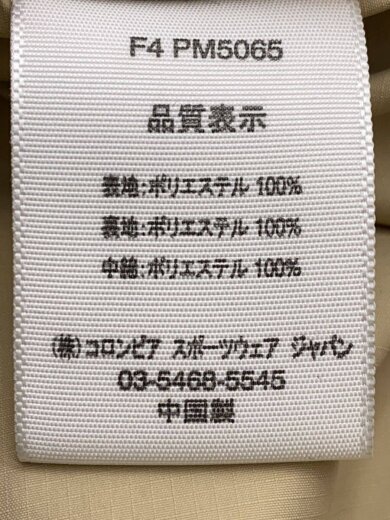 F4 PM5065
品質表示
表地:ポリエステル 100%
裏地:ポリエステル 100%
中綿:ポリエステル 100%
(株)コロンビア スポーツウェア ジャパン
03-5468-5545
中国製